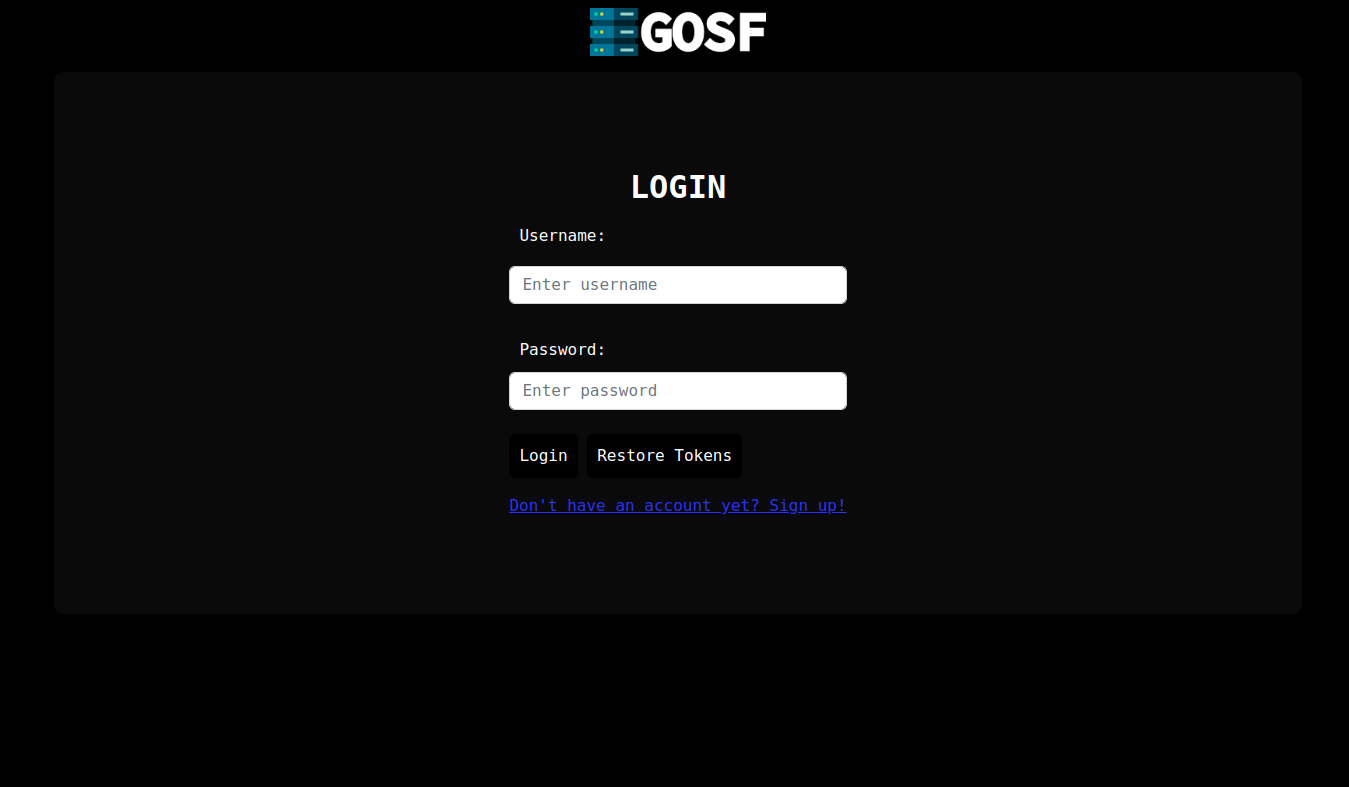 GOSF
LOGIN
Username:
Enter username
Password:
Enter password
Login Restore Tokens
Don't have an account yet? Sign up!